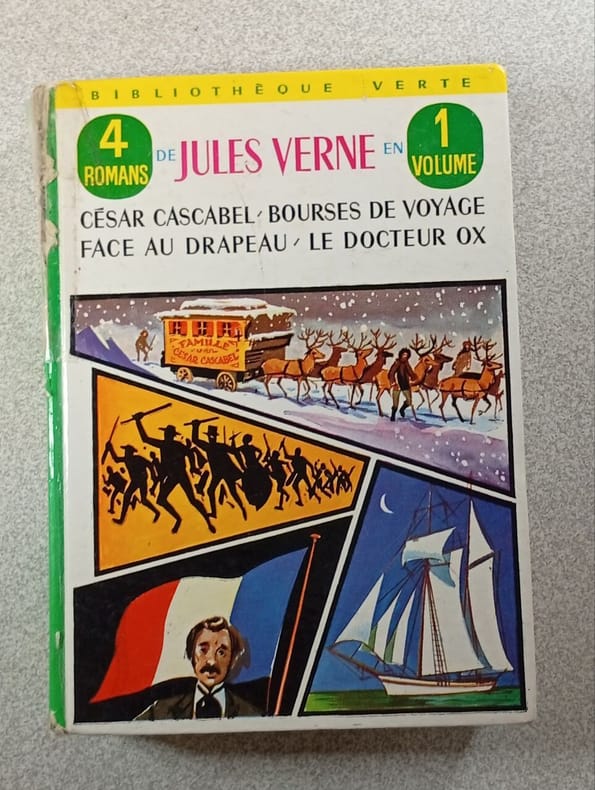 BIBLIOTHÈQUE VERTE
4 ROMANS DE JULES VERNE EN 1 VOLUME
CÉSAR CASCABEL - BOURSES DE VOYAGE
FACE AU DRAPEAU - LE DOCTEUR OX
FAMILLE
CÉSAR CASCABEL